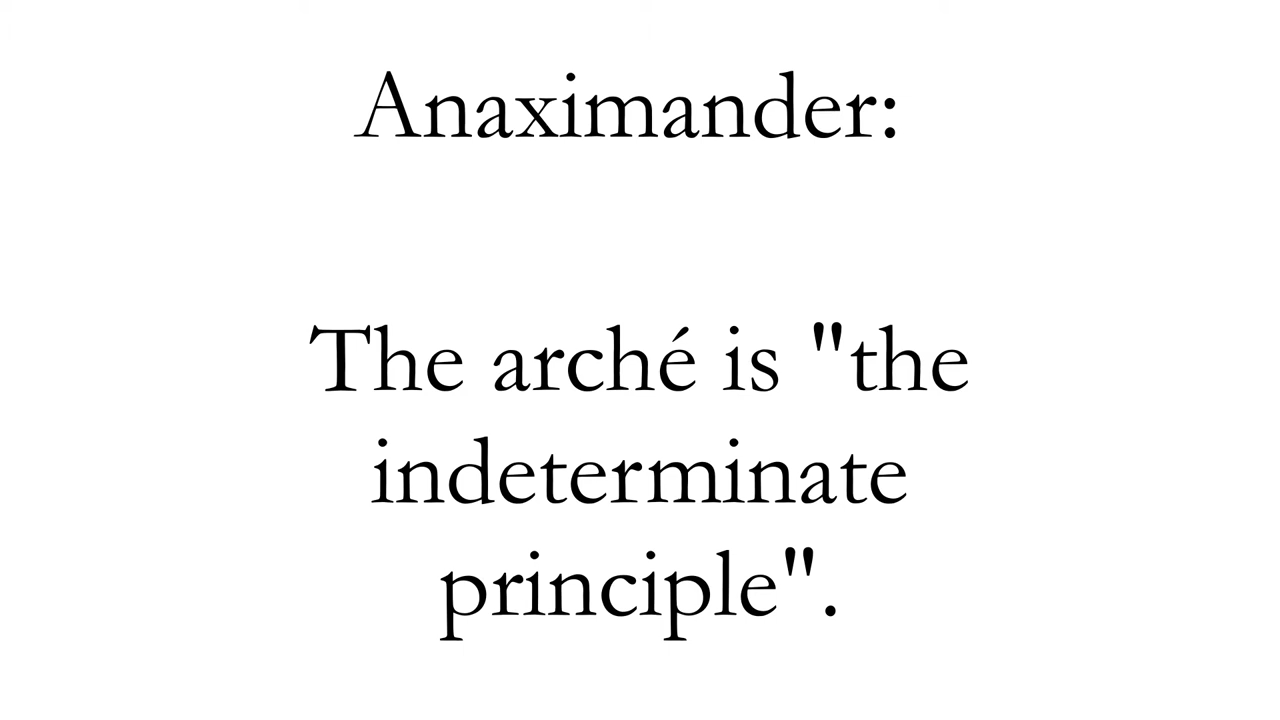 Anaximander:
The arché is "the
indeterminate
principle".